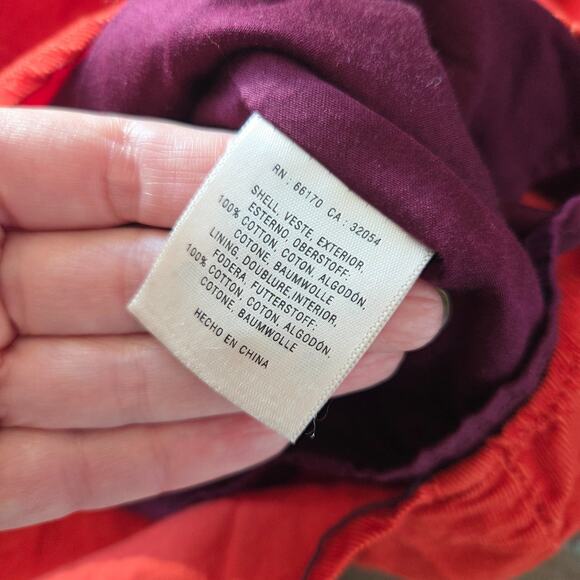 RN : 66170 CA : 32054
SHELL, VESTE, EXTERIOR,
ESTERNO, OBERSTOFF:
100% COTTON, COTON, ALGODÓN,
COTONE, BAUMWOLLE
LINING, DOUBLURE, INTERIOR,
FODERA, FUTTERSTOFF:
100% COTTON, COTON, ALGODÓN,
COTONE, BAUMWOLLE
HECHO EN CHINA